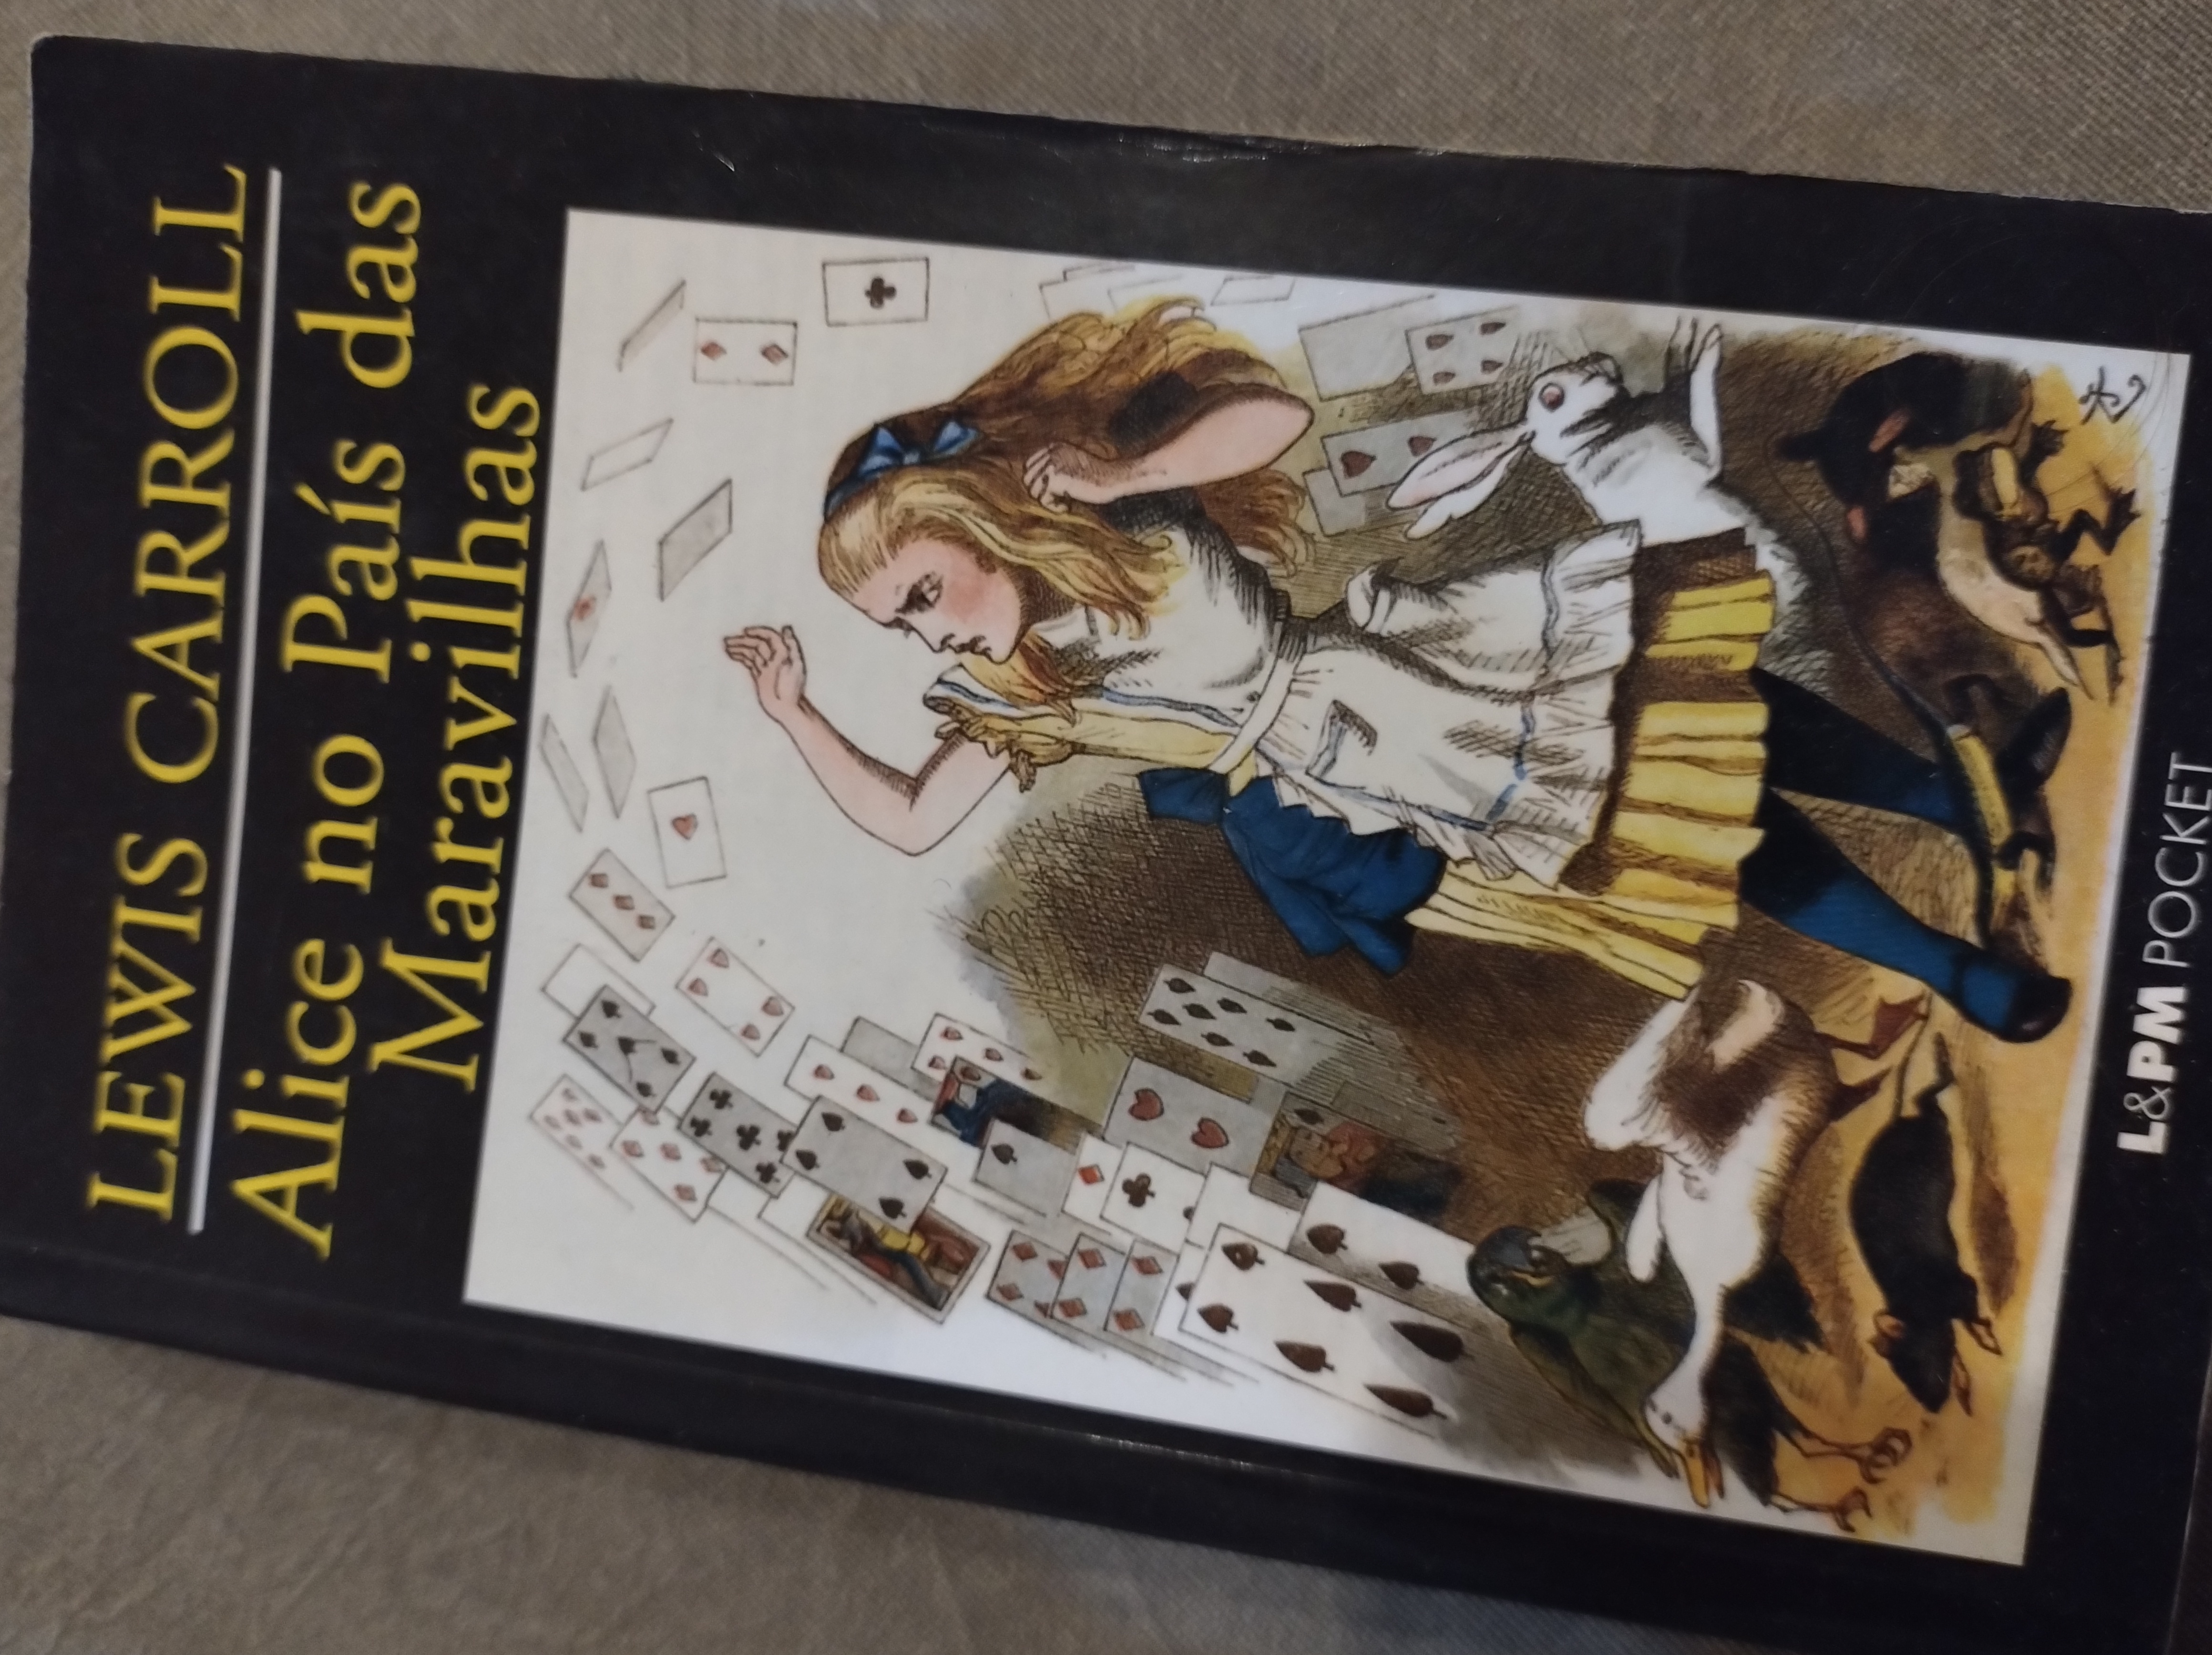 LEWIS CARROLL
Alice no País das
Maravilhas
L&PM POCKET